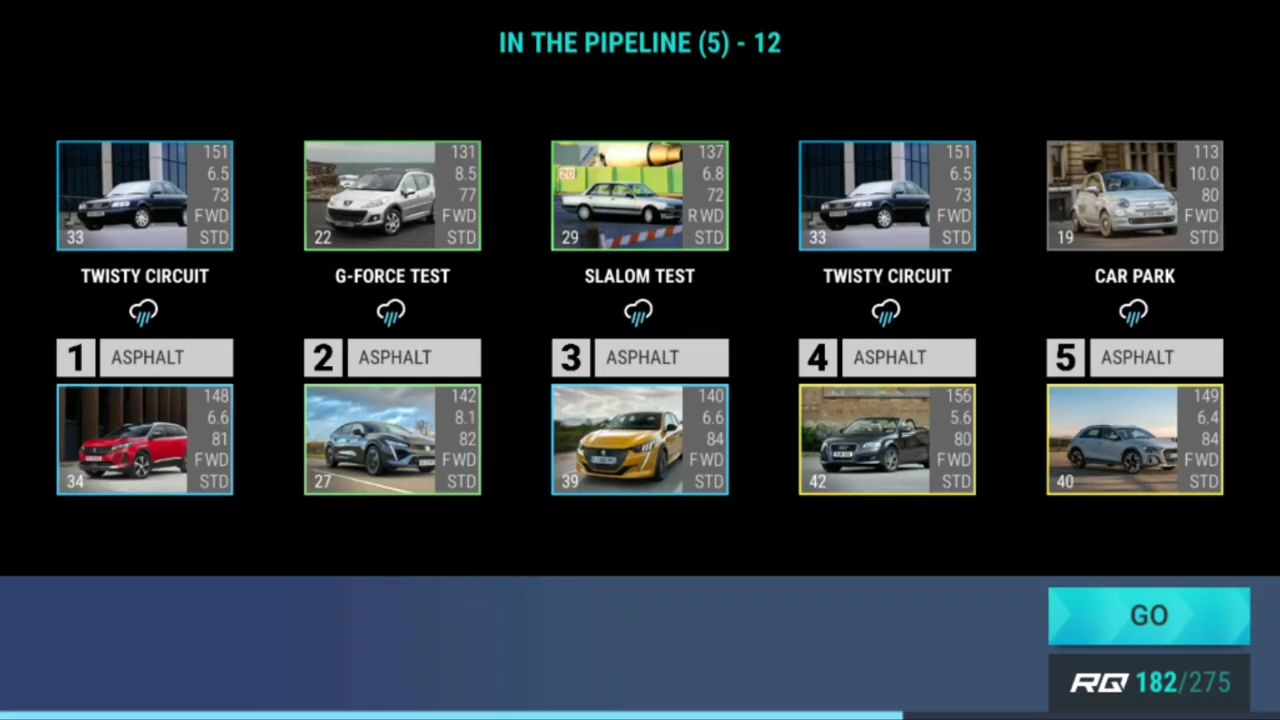 IN THE PIPELINE (5) - 12
33 151 6.5 73 FWD STD
22 131 8.5 77 FWD STD
20
29 137 6.8 72 RWD STD
33 151 6.5 73 FWD STD
19 113 10.0 80 FWD STD
TWISTY CIRCUIT
G-FORCE TEST
SLALOM TEST
TWISTY CIRCUIT
CAR PARK
1 ASPHALT
2 ASPHALT
3 ASPHALT
4 ASPHALT
5 ASPHALT
34 148 6.6 81 FWD STD
27 142 8.1 82 FWD STD
39 140 6.6 84 FWD STD
42 156 5.6 80 FWD STD
40 149 6.4 84 FWD STD
GO
RQ 182/275